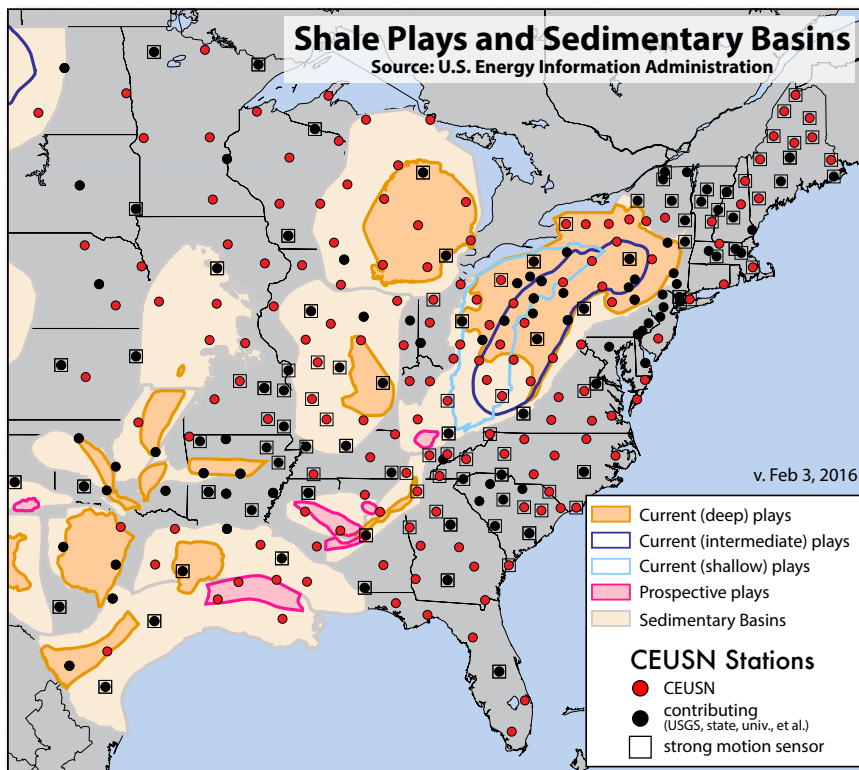 Shale Plays and Sedimentary Basins
Source: U.S. Energy Information Administration
v. Feb 3, 2016
Current (deep) plays
Current (intermediate) plays
Current (shallow) plays
Prospective plays
Sedimentary Basins
CEUSN Stations
CEUSN
contributing
(USGS, state, univ., et al.)
strong motion sensor